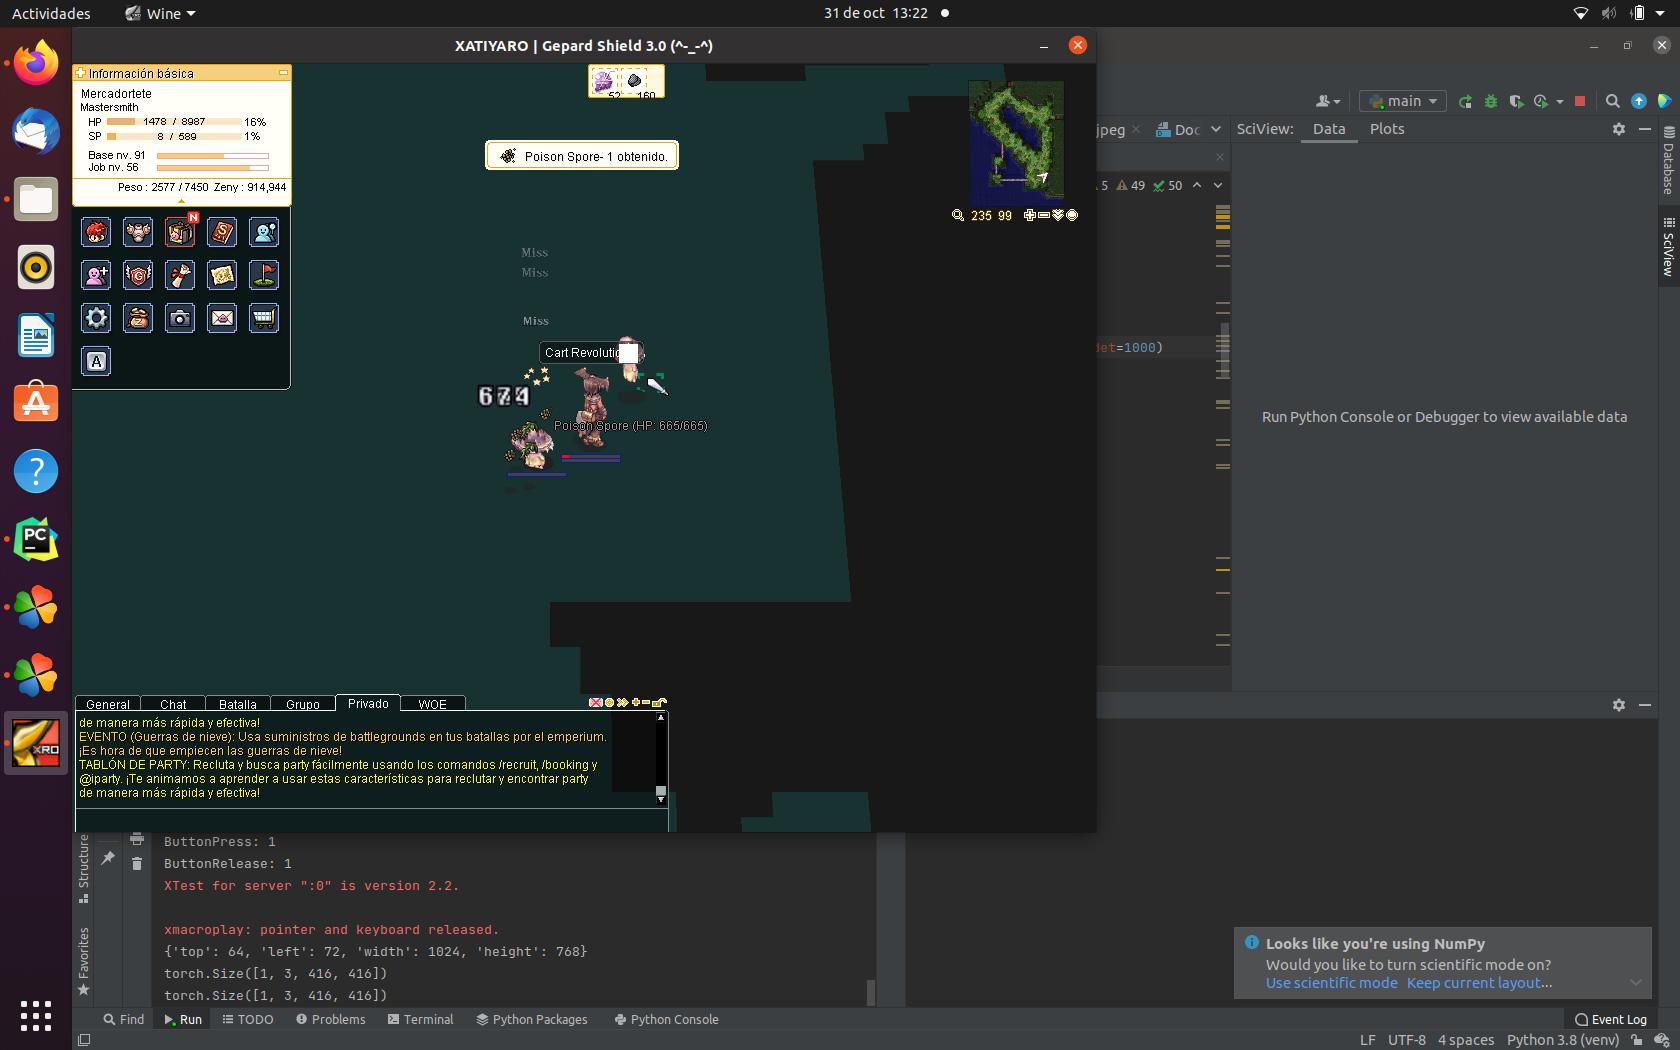 Actividades
Wine
31 de oct 13:22
XATIYARO | Gepard Shield 3.0 (^-_-^)
Información básica
Mercadortete
Mastersmith
HP 1478 / 8987 16%
SP 8 / 589 1%
Base nv. 91
Job nv. 56
Peso : 2577 / 7450 Zeny : 914,944
N
S
G
A
52 160
Poison Spore- 1 obtenido.
235 99
Miss
Miss
Miss
Cart Revolutio
674
Poison Spore (HP: 665/665)
main
jpeg
Doc
SciView: Data Plots
5 49 50
det=1000)
Run Python Console or Debugger to view available data
Database
SciView
PC
XRO
General Chat Batalla Grupo Privado WOE
de manera más rápida y efectiva!
EVENTO (Guerras de nieve): Usa suministros de battlegrounds en tus batallas por el emperium.
¡Es hora de que empiecen las guerras de nieve!
TABLÓN DE PARTY: Recluta y busca party fácilmente usando los comandos /recruit, /booking y
@iparty. ¡Te animamos a aprender a usar estas características para reclutar y encontrar party
de manera más rápida y efectiva!
Structure
Favorites
ButtonPress: 1
ButtonRelease: 1
XTest for server ":0" is version 2.2.
xmacroplay: pointer and keyboard released.
{'top': 64, 'left': 72, 'width': 1024, 'height': 768}
torch.Size([1, 3, 416, 416])
torch.Size([1, 3, 416, 416])
Looks like you're using NumPy
Would you like to turn scientific mode on?
Use scientific mode Keep current layout...
Find Run TODO Problems Terminal Python Packages Python Console
Event Log
LF UTF-8 4 spaces Python 3.8 (venv)